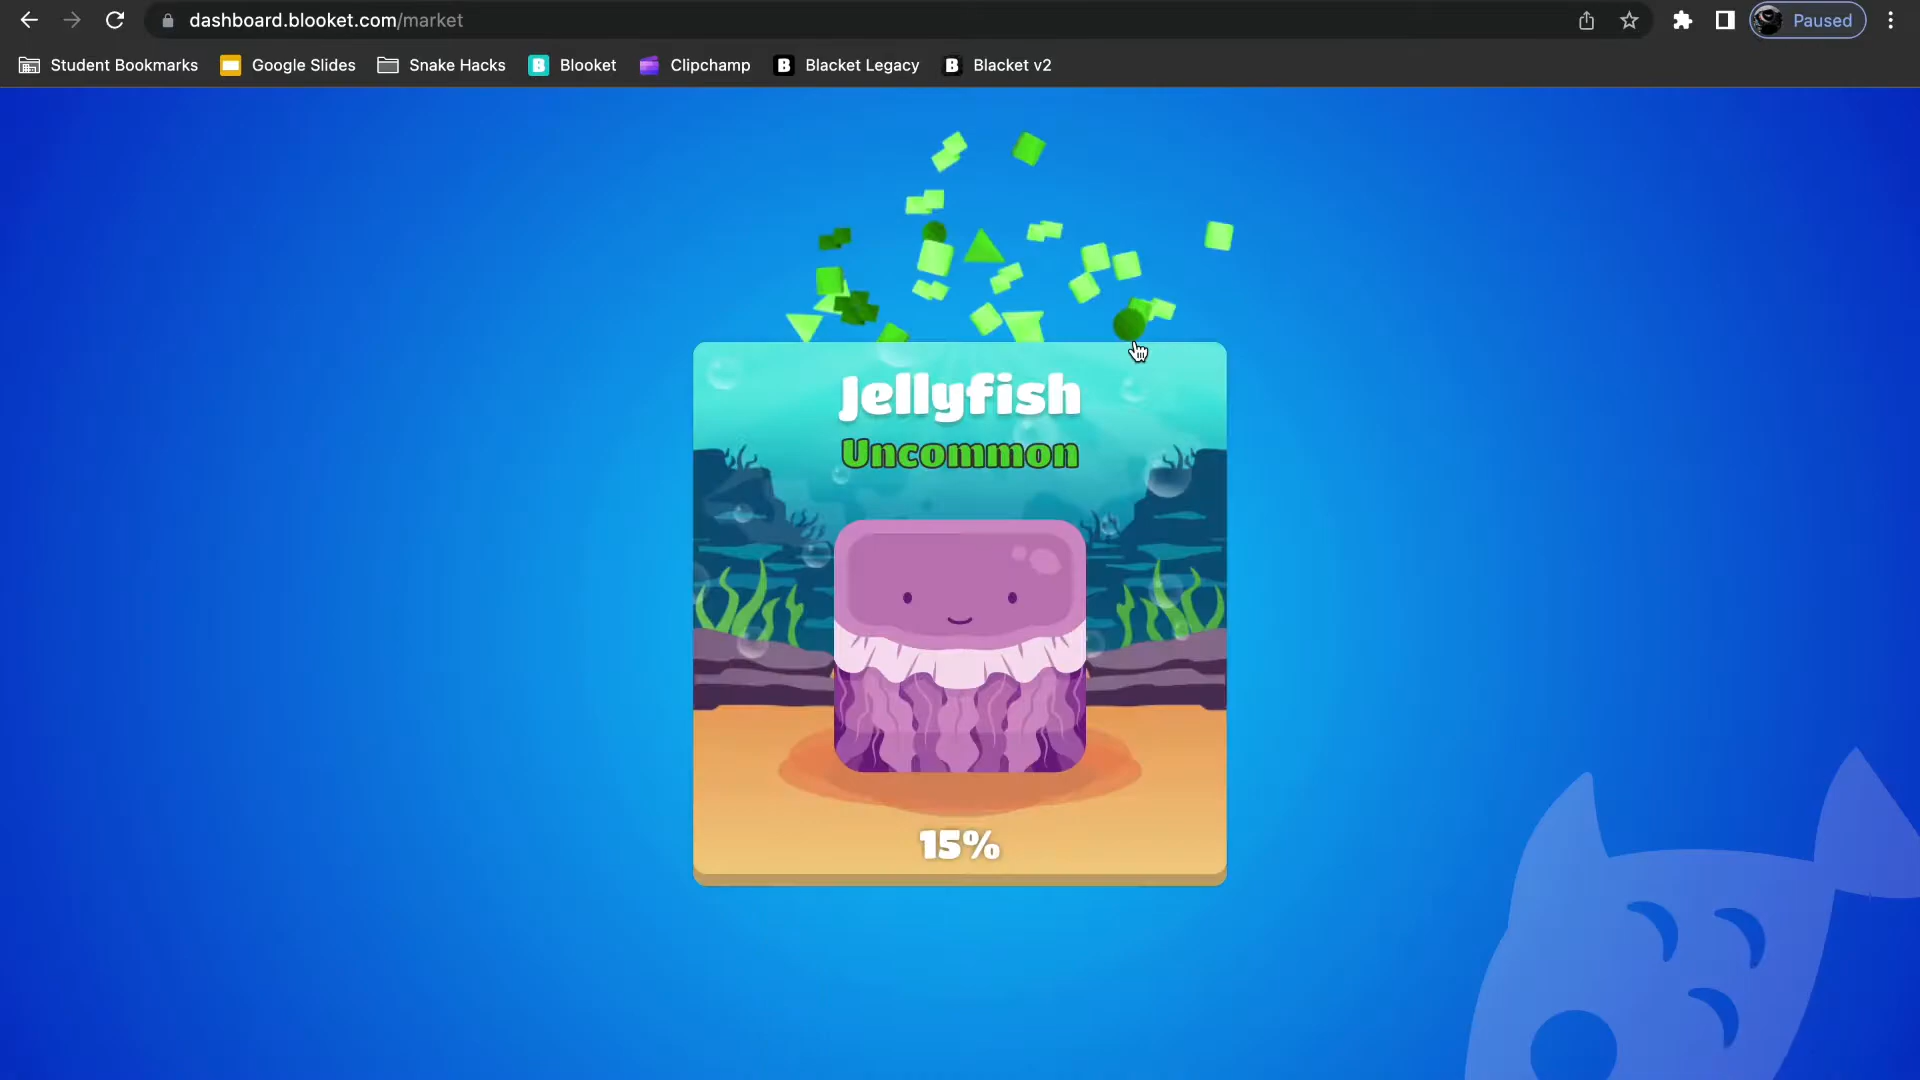 dashboard.blooket.com/market
Paused
Student Bookmarks
Google Slides
Snake Hacks
B Blooket
Clipchamp
B Blacket Legacy
B Blacket v2
Jellyfish
Uncommon
15%